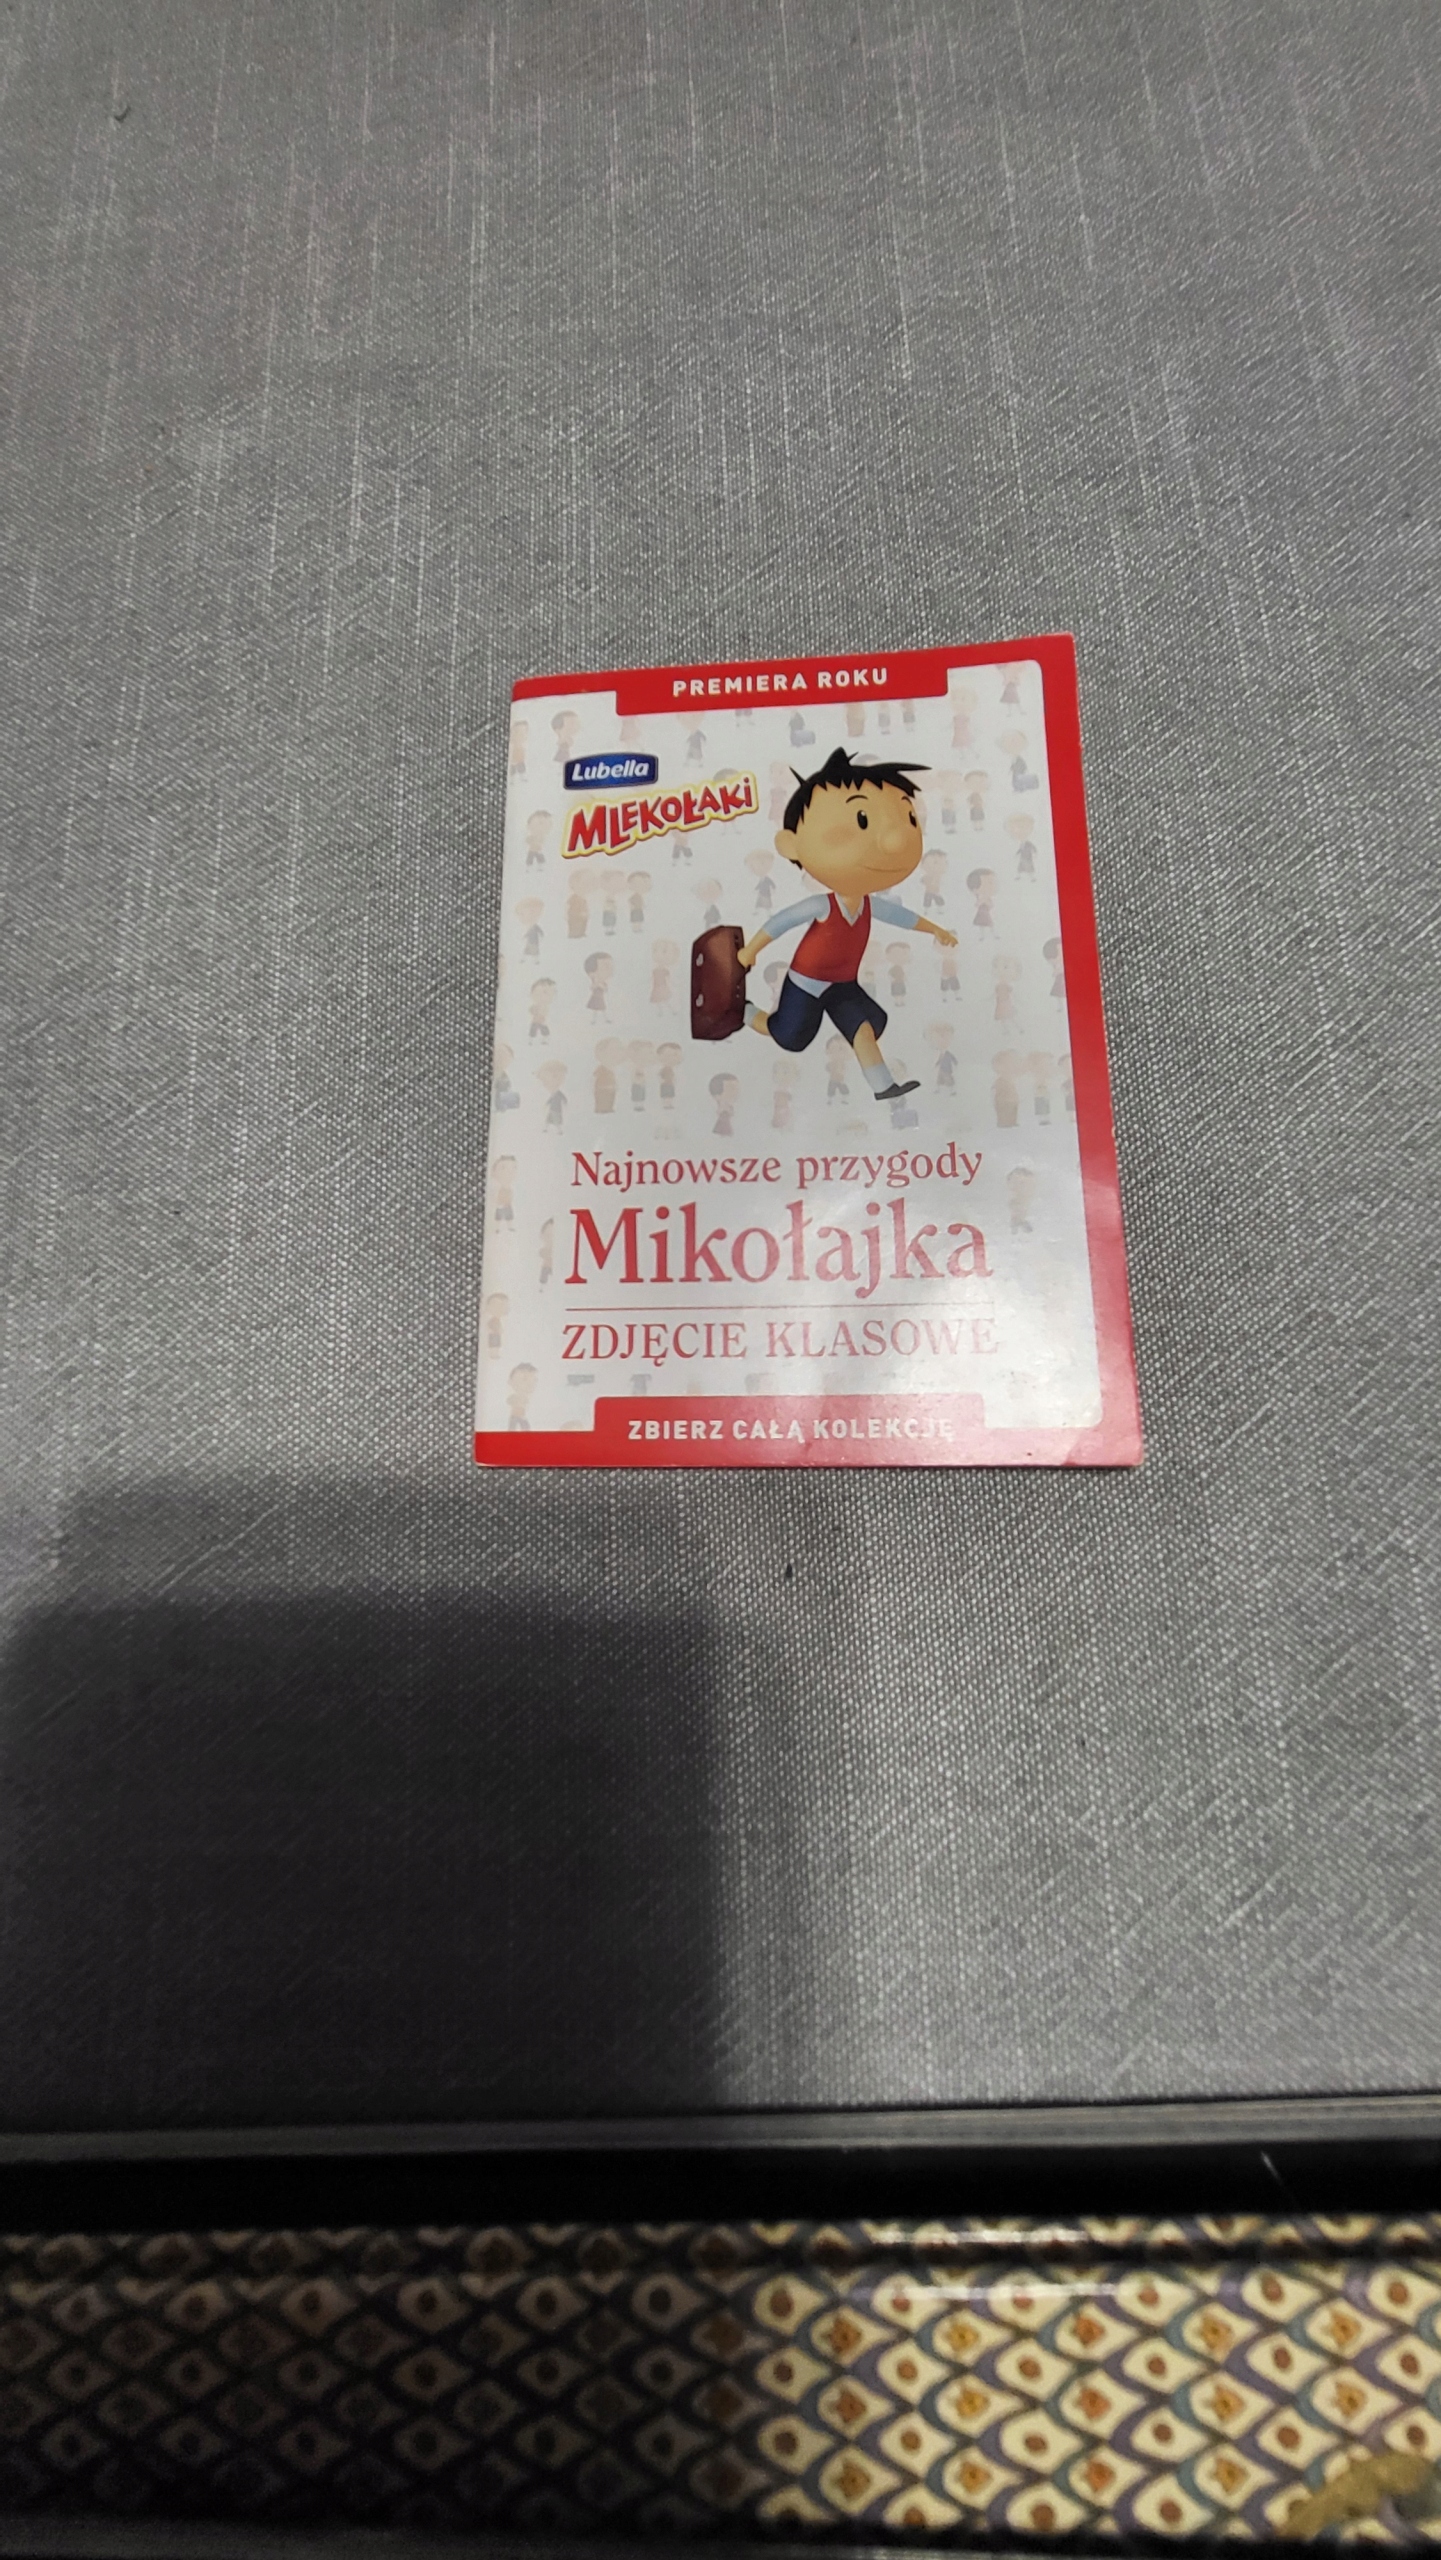 PREMIERA ROKU
Lubella
MLEKOŁAKi
Najnowsze przygody
Mikołajka
ZDJĘCIE KLASOWE
ZBIERZ CAŁĄ KOLEKCJĘ